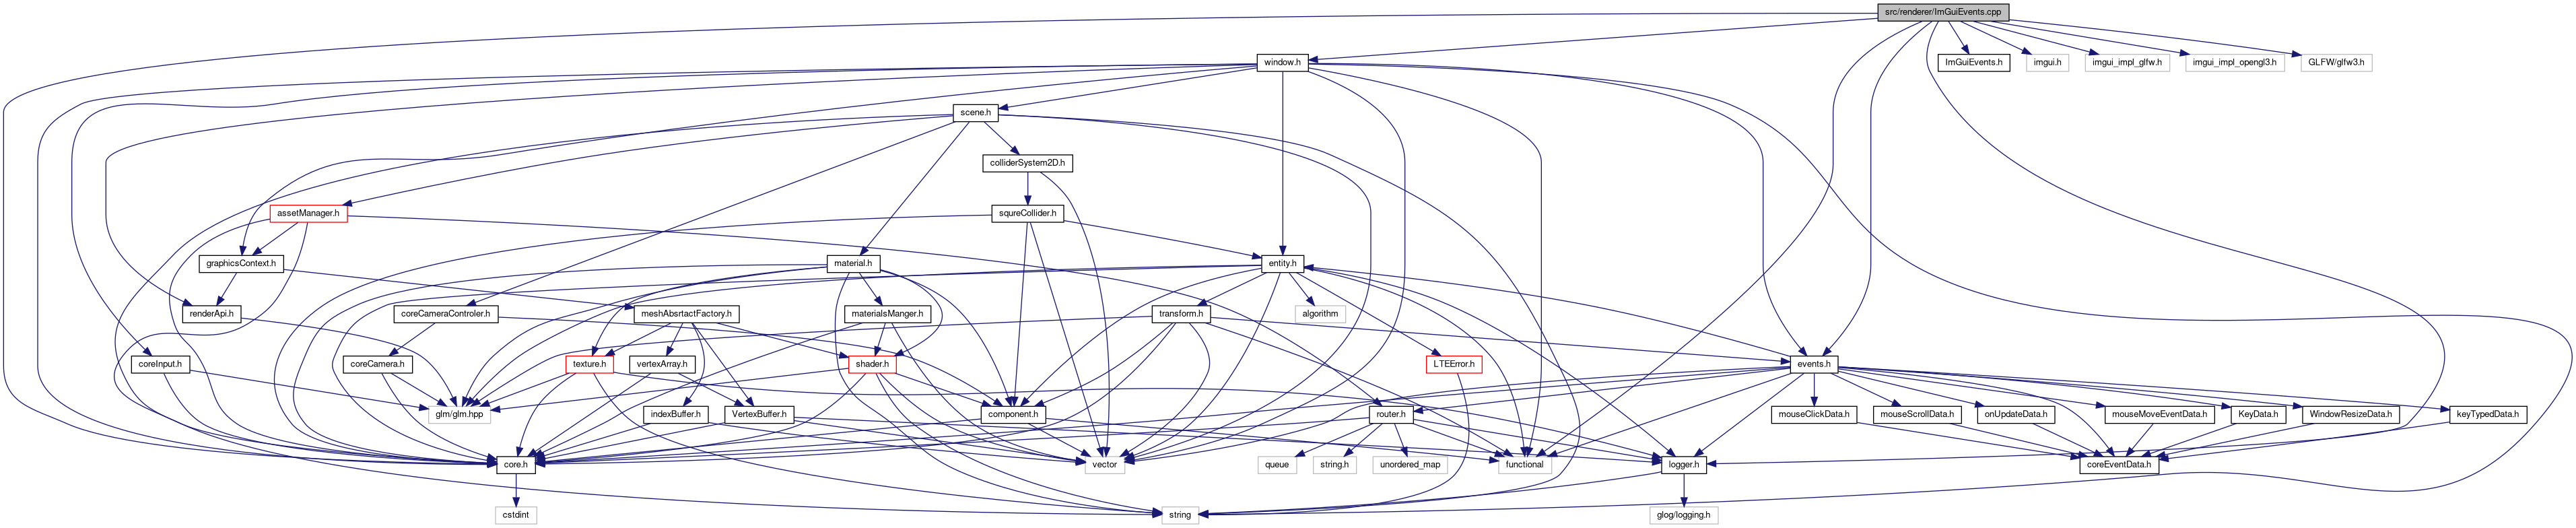 src/renderer/ImGuiEvents.cpp
window.h
ImGuiEvents.h
imgui.h
imgui_impl_glfw.h
imgui_impl_opengl3.h
GLFW/glfw3.h
scene.h
colliderSystem2D.h
assetManager.h
squreCollider.h
graphicsContext.h
material.h
entity.h
renderApi.h
coreCameraControler.h
meshAbsrtactFactory.h
materialsManger.h
transform.h
algorithm
coreInput.h
coreCamera.h
texture.h
vertexArray.h
shader.h
LTEError.h
events.h
glm/glm.hpp
indexBuffer.h
VertexBuffer.h
component.h
router.h
mouseClickData.h
mouseScrollData.h
onUpdateData.h
mouseMoveEventData.h
KeyData.h
WindowResizeData.h
keyTypedData.h
core.h
vector
queue
string.h
unordered_map
functional
logger.h
coreEventData.h
cstdint
string
glog/logging.h